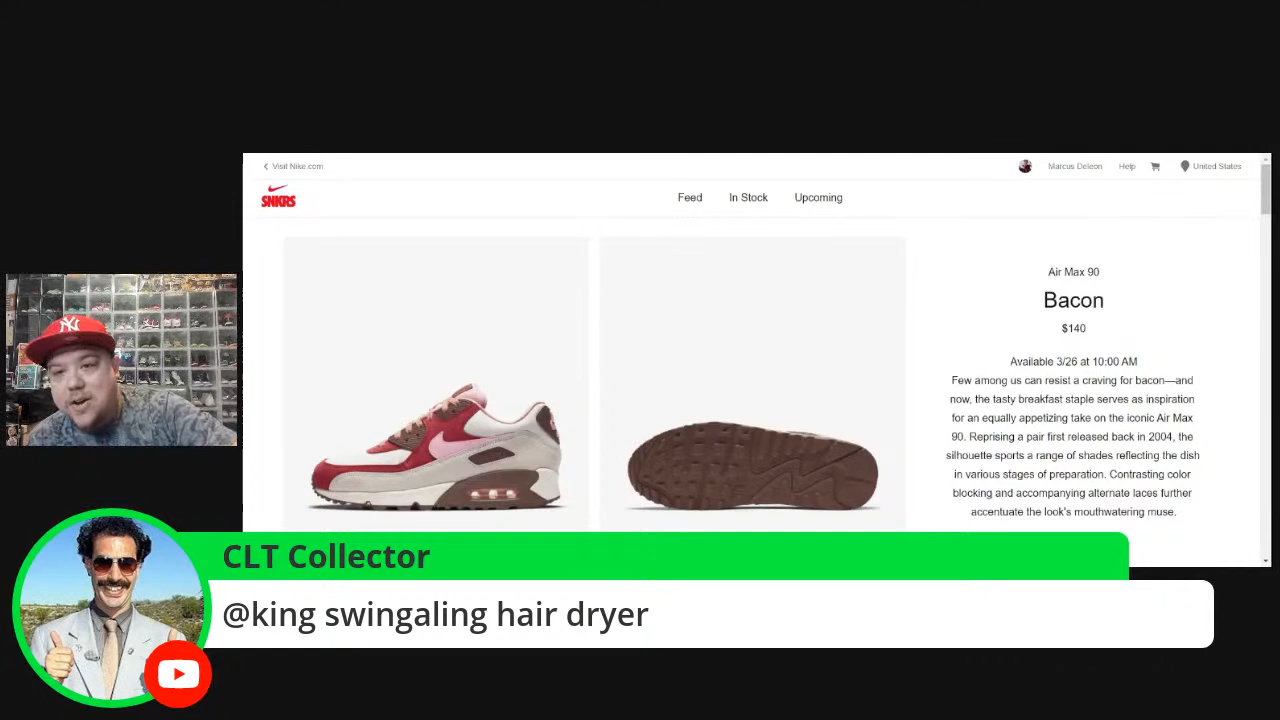 Visit Nike.com
Marcus Deleon
Help
United States
SNKRS
Feed
In Stock
Upcoming
NY
Air Max 90
Bacon
$140
Available 3/26 at 10:00 AM
Few among us can resist a craving for bacon—and
now, the tasty breakfast staple serves as inspiration
for an equally appetizing take on the iconic Air Max
90. Reprising a pair first released back in 2004, the
silhouette sports a range of shades reflecting the dish
in various stages of preparation. Contrasting color
blocking and accompanying alternate laces further
accentuate the look's mouthwatering muse.
CLT Collector
@king swingaling hair dryer